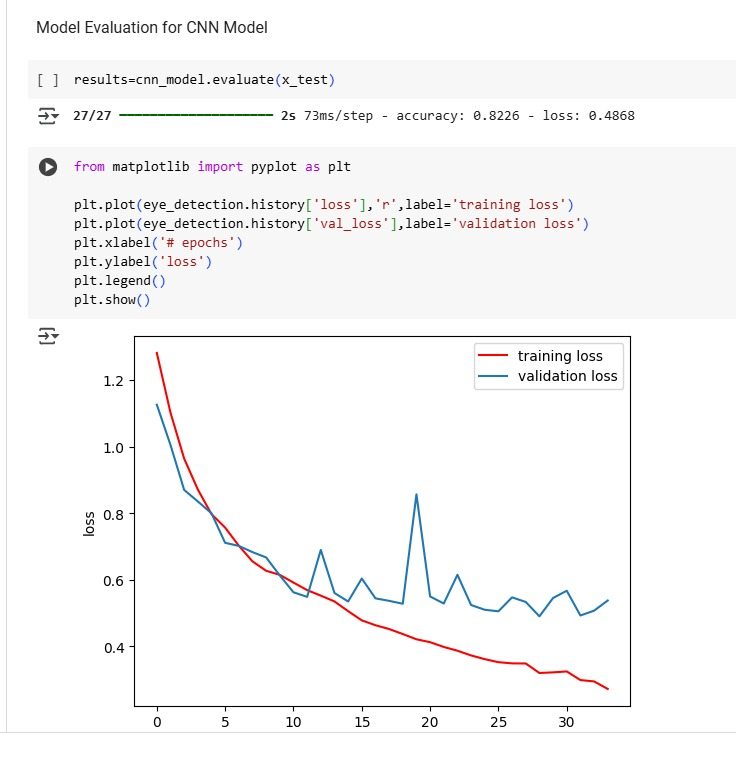 Model Evaluation for CNN Model
[ ] results=cnn_model.evaluate(x_test)
27/27 ━━━━━━━━━━━━━━━━━━━━ 2s 73ms/step - accuracy: 0.8226 - loss: 0.4868
from matplotlib import pyplot as plt
plt.plot(eye_detection.history['loss'],'r',label='training loss')
plt.plot(eye_detection.history['val_loss'],label='validation loss')
plt.xlabel('# epochs')
plt.ylabel('loss')
plt.legend()
plt.show()
training loss
validation loss
1.2
1.0
0.8
0.6
0.4
loss
0 5 10 15 20 25 30